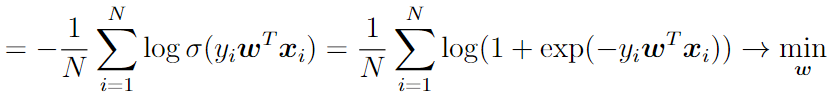 = -\frac{1}{N} \sum_{i=1}^{N} \log \sigma(y_i \boldsymbol{w}^T \boldsymbol{x}_i) = \frac{1}{N} \sum_{i=1}^{N} \log(1 + \exp(-y_i \boldsymbol{w}^T \boldsymbol{x}_i)) \to \min_{\boldsymbol{w}}